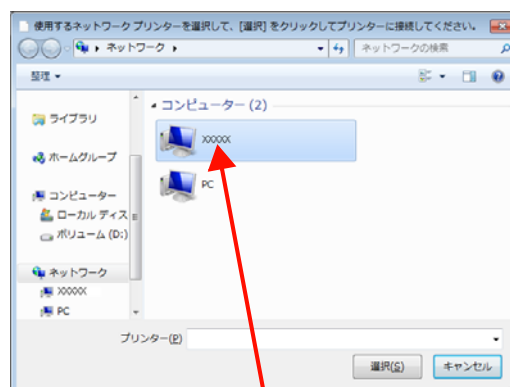 使用するネットワーク プリンターを選択して、[選択] をクリックしてプリンターに接続してください。
ネットワーク
ネットワークの検索
整理
ライブラリ
ホームグループ
コンピューター
ローカル ディス
ボリューム (D:)
ネットワーク
XXXXX
PC
コンピューター (2)
XXXXX
PC
プリンター(P)
選択(S)
キャンセル